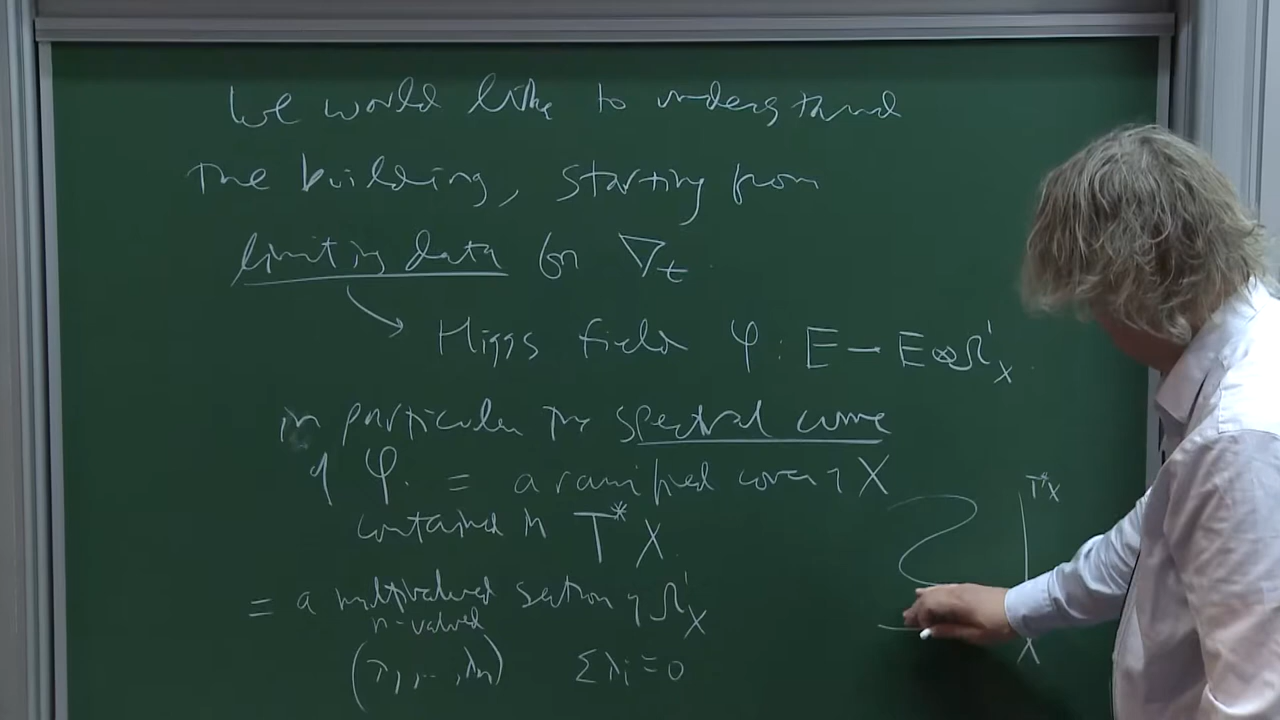 We would like to understand
the building, starting from
limiting data for ∇_t.
Higgs field φ : E → E ⊗ Ω¹_X.
in particular the spectral curve
of φ. = a ramified cover of X
contained in T*X.
= a multivalued section of Ω¹_X
n-valued
(λ₁, ..., λₙ) Σλᵢ = 0
T*X
X